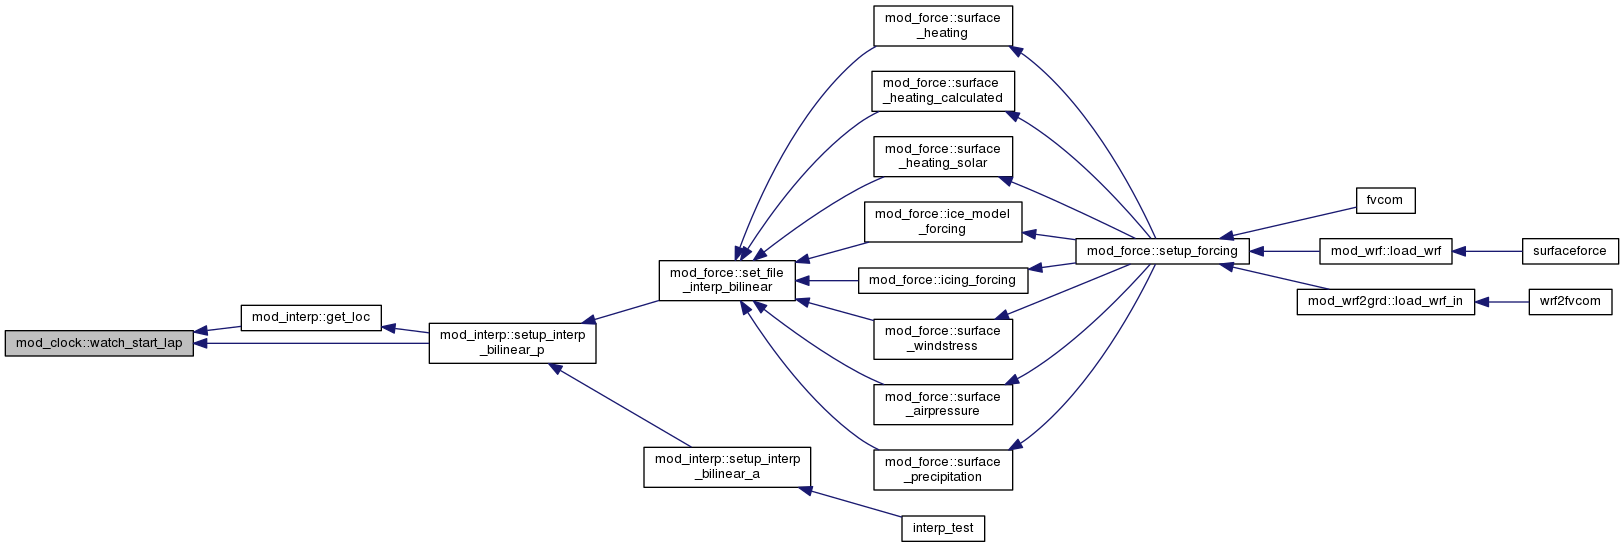 mod_clock::watch_start_lap
mod_interp::get_loc
mod_interp::setup_interp
_bilinear_p
mod_force::set_file
_interp_bilinear
mod_interp::setup_interp
_bilinear_a
interp_test
mod_force::surface
_heating
mod_force::surface
_heating_calculated
mod_force::surface
_heating_solar
mod_force::ice_model
_forcing
mod_force::icing_forcing
mod_force::surface
_windstress
mod_force::surface
_airpressure
mod_force::surface
_precipitation
mod_force::setup_forcing
fvcom
mod_wrf::load_wrf
surfaceforce
mod_wrf2grd::load_wrf_in
wrf2fvcom